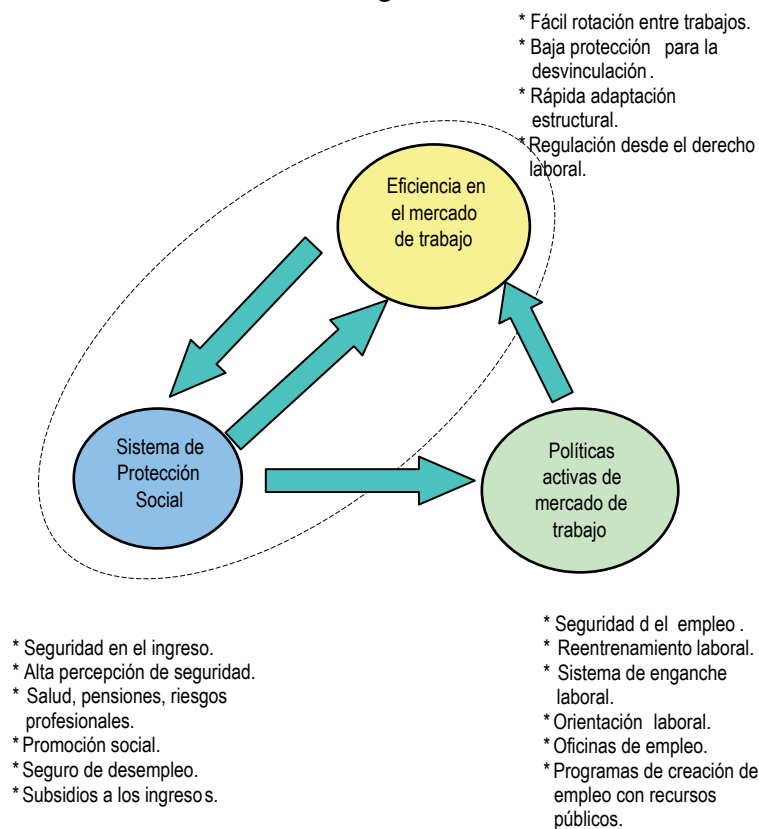 * Fácil rotación entre trabajos.
* Baja protección para la
desvinculación .
* Rápida adaptación
estructural.
* Regulación desde el derecho
laboral.
Eficiencia en
el mercado
de trabajo
Sistema de
Protección
Social
Políticas
activas de
mercado de
trabajo
* Seguridad en el ingreso.
* Alta percepción de seguridad.
* Salud, pensiones, riesgos
profesionales.
* Promoción social.
* Seguro de desempleo.
* Subsidios a los ingresos.
* Seguridad d el empleo .
* Reentrenamiento laboral.
* Sistema de enganche
laboral.
* Orientación laboral.
* Oficinas de empleo.
* Programas de creación de
empleo con recursos
públicos.